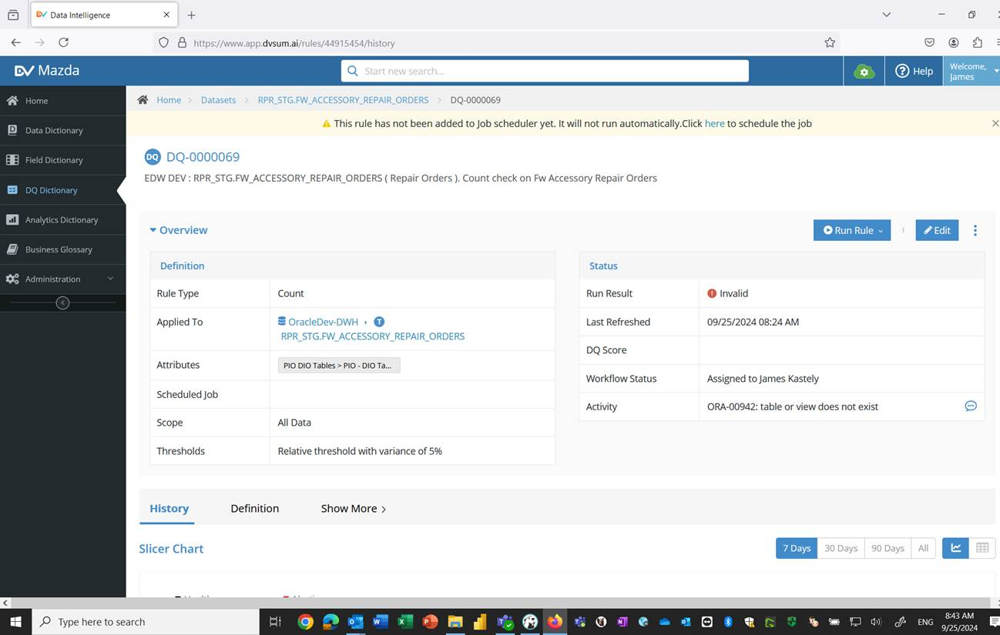 Data Intelligence
https://www.app.dvsum.ai/rules/44915454/history
DV Mazda
Start new search...
Help
Welcome,
James
Home
Data Dictionary
Field Dictionary
DQ Dictionary
Analytics Dictionary
Business Glossary
Administration
Home > Datasets > RPR_STG.FW_ACCESSORY_REPAIR_ORDERS > DQ-0000069
This rule has not been added to Job scheduler yet. It will not run automatically.Click here to schedule the job
DQ DQ-0000069
EDW DEV : RPR_STG.FW_ACCESSORY_REPAIR_ORDERS ( Repair Orders ). Count check on Fw Accessory Repair Orders
Overview
Run Rule
Edit
Definition
Rule Type Count
Applied To OracleDev-DWH T
RPR_STG.FW_ACCESSORY_REPAIR_ORDERS
Attributes PIO DIO Tables > PIO - DIO Ta...
Scheduled Job
Scope All Data
Thresholds Relative threshold with variance of 5%
Status
Run Result Invalid
Last Refreshed 09/25/2024 08:24 AM
DQ Score
Workflow Status Assigned to James Kastely
Activity ORA-00942: table or view does not exist
History Definition Show More >
Slicer Chart
7 Days 30 Days 90 Days All
Type here to search
ENG
8:43 AM
9/25/2024